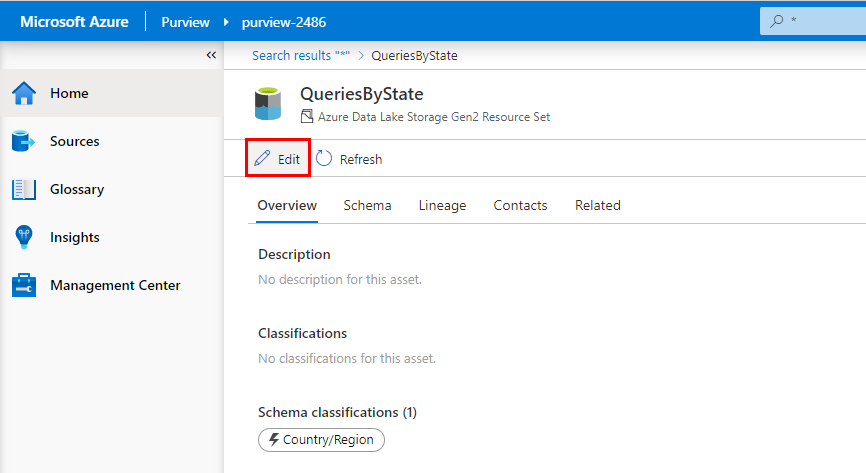 Microsoft Azure Purview purview-2486 *
«
Search results "*" > QueriesByState
Home
Sources
Glossary
Insights
Management Center
QueriesByState
Azure Data Lake Storage Gen2 Resource Set
Edit Refresh
Overview Schema Lineage Contacts Related
Description
No description for this asset.
Classifications
No classifications for this asset.
Schema classifications (1)
Country/Region